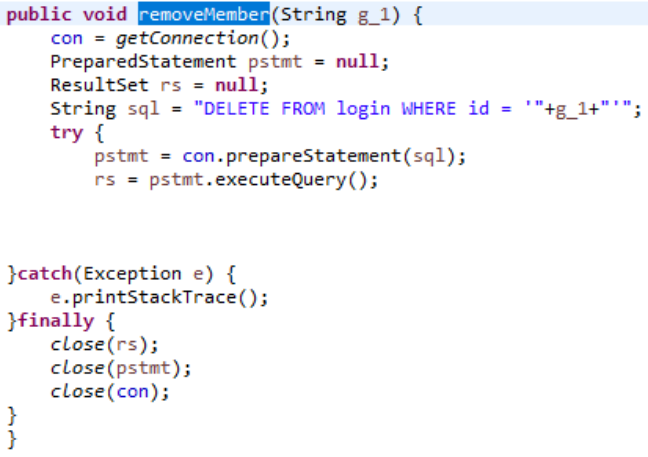 public void removeMember(String g_1) {
    con = getConnection();
    PreparedStatement pstmt = null;
    ResultSet rs = null;
    String sql = "DELETE FROM login WHERE id = '"+g_1+"'";
    try {
        pstmt = con.prepareStatement(sql);
        rs = pstmt.executeQuery();
}catch(Exception e) {
    e.printStackTrace();
}finally {
    close(rs);
    close(pstmt);
    close(con);
}
}